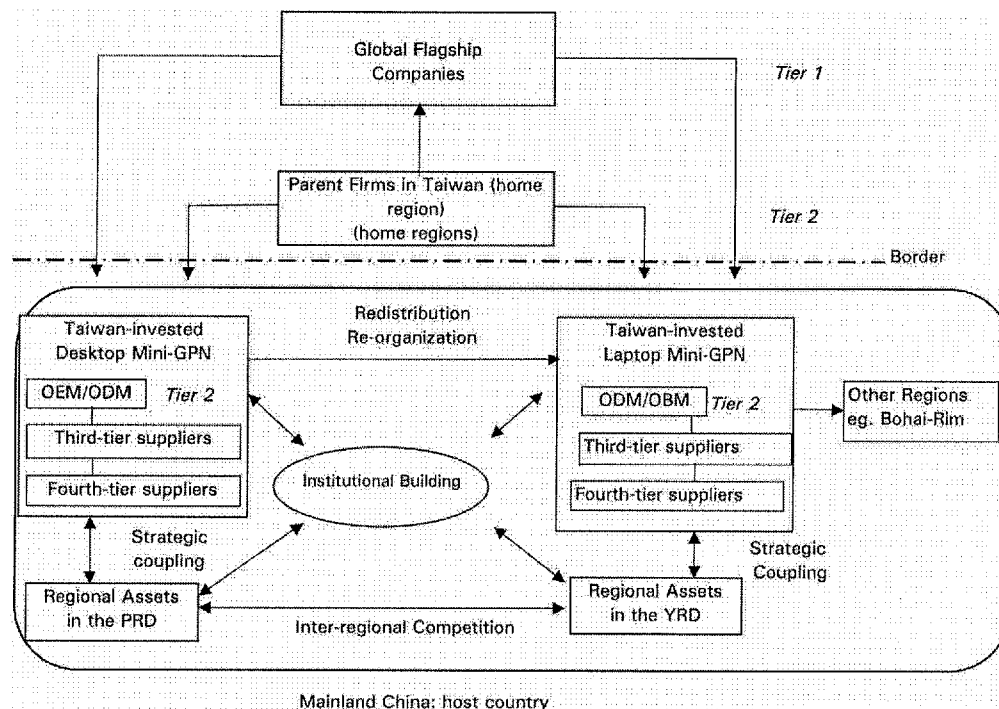 Global Flagship
Companies
Tier 1
Parent Firms in Taiwan (home
region)
(home regions)
Tier 2
Border
Redistribution
Re-organization
Taiwan-invested
Desktop Mini-GPN
OEM/ODM
Tier 2
Third-tier suppliers
Fourth-tier suppliers
Taiwan-invested
Laptop Mini-GPN
ODM/OBM
Tier 2
Third-tier suppliers
Fourth-tier suppliers
Other Regions
eg. Bohai-Rim
Institutional Building
Strategic
coupling
Strategic
Coupling
Regional Assets
in the PRD
Inter-regional Competition
Regional Assets
in the YRD
Mainland China: host country